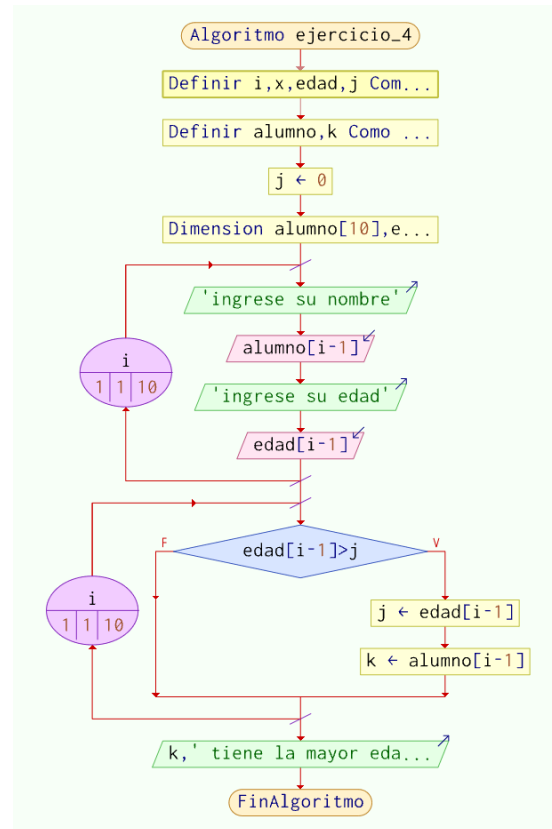 Algoritmo ejercicio_4
Definir i,x,edad,j Com...
Definir alumno,k Como ...
j ← 0
Dimension alumno[10],e...
'ingrese su nombre'
alumno[i-1]
i
1 1 10
'ingrese su edad'
edad[i-1]
edad[i-1]>j
F
V
i
1 1 10
j ← edad[i-1]
k ← alumno[i-1]
k,' tiene la mayor eda...
FinAlgoritmo